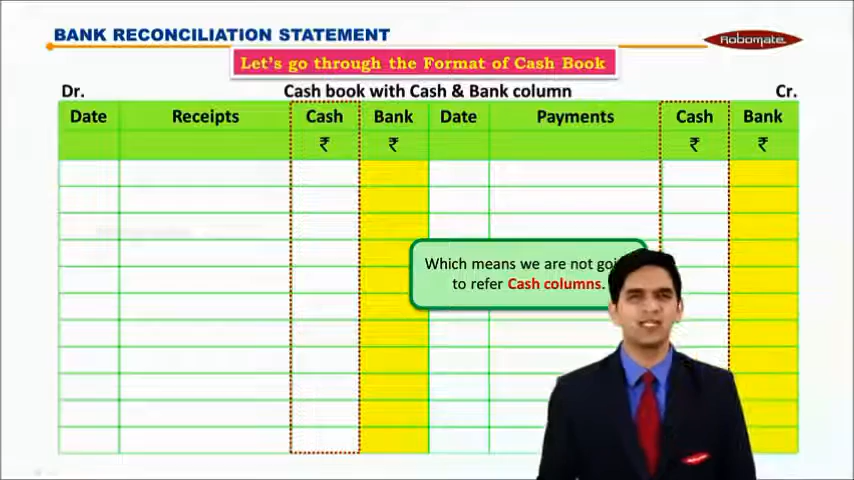 BANK RECONCILIATION STATEMENT
Robomate
Let's go through the Format of Cash Book
Dr. Cash book with Cash & Bank column Cr.
Date Receipts Cash Bank Date Payments Cash Bank
₹ ₹ ₹ ₹
Which means we are not
to refer Cash columns.